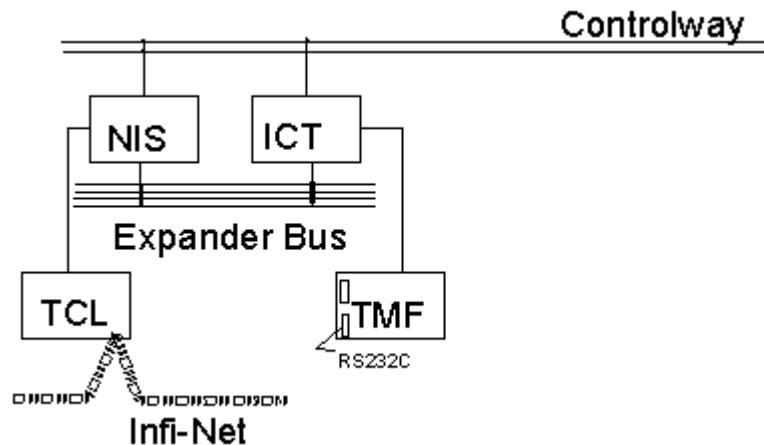 Controlway
NIS
ICT
Expander Bus
TCL
TMF
RS232C
Infi-Net